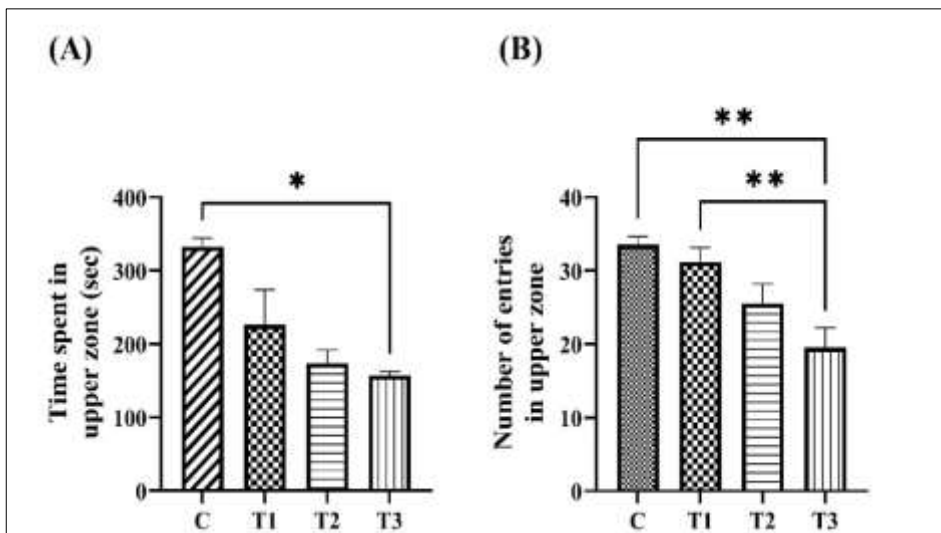 (A)
*
400
300
200
100
0
Time spent in
upper zone (sec)
C T1 T2 T3
(B)
**
**
40
30
20
10
0
Number of entries
in upper zone
C T1 T2 T3